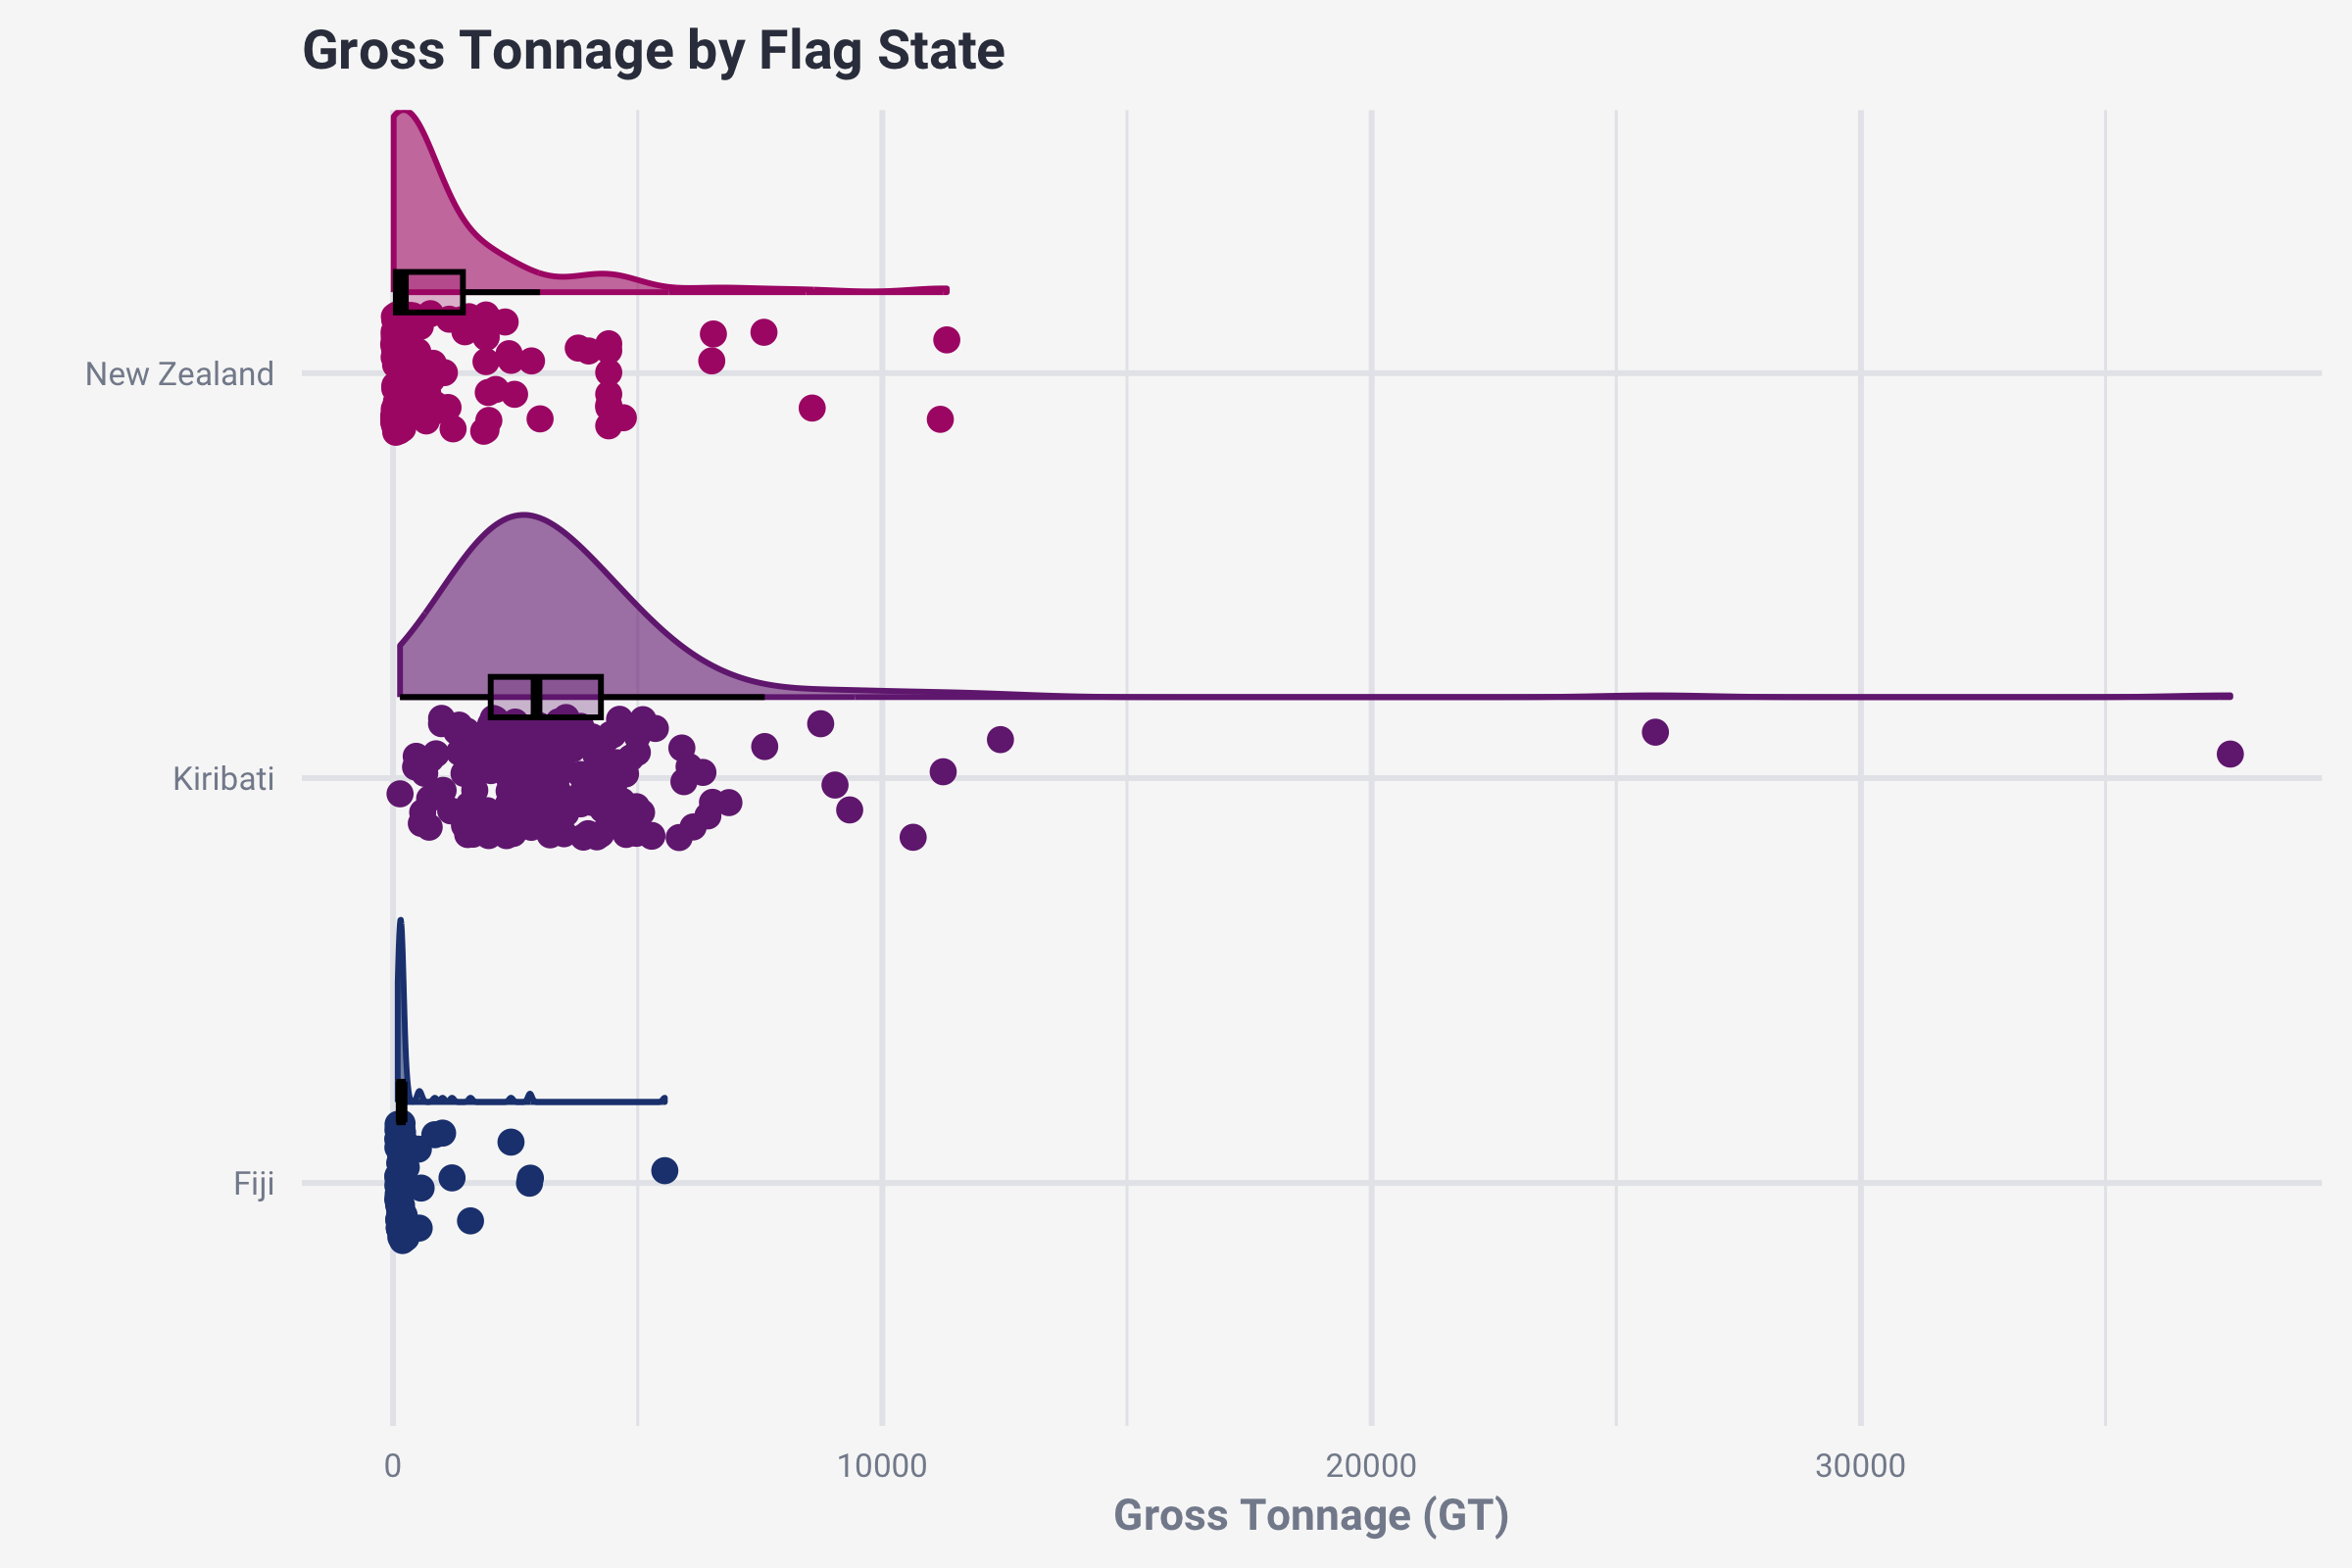 Gross Tonnage by Flag State
New Zealand
Kiribati
Fiji
0 10000 20000 30000
Gross Tonnage (GT)